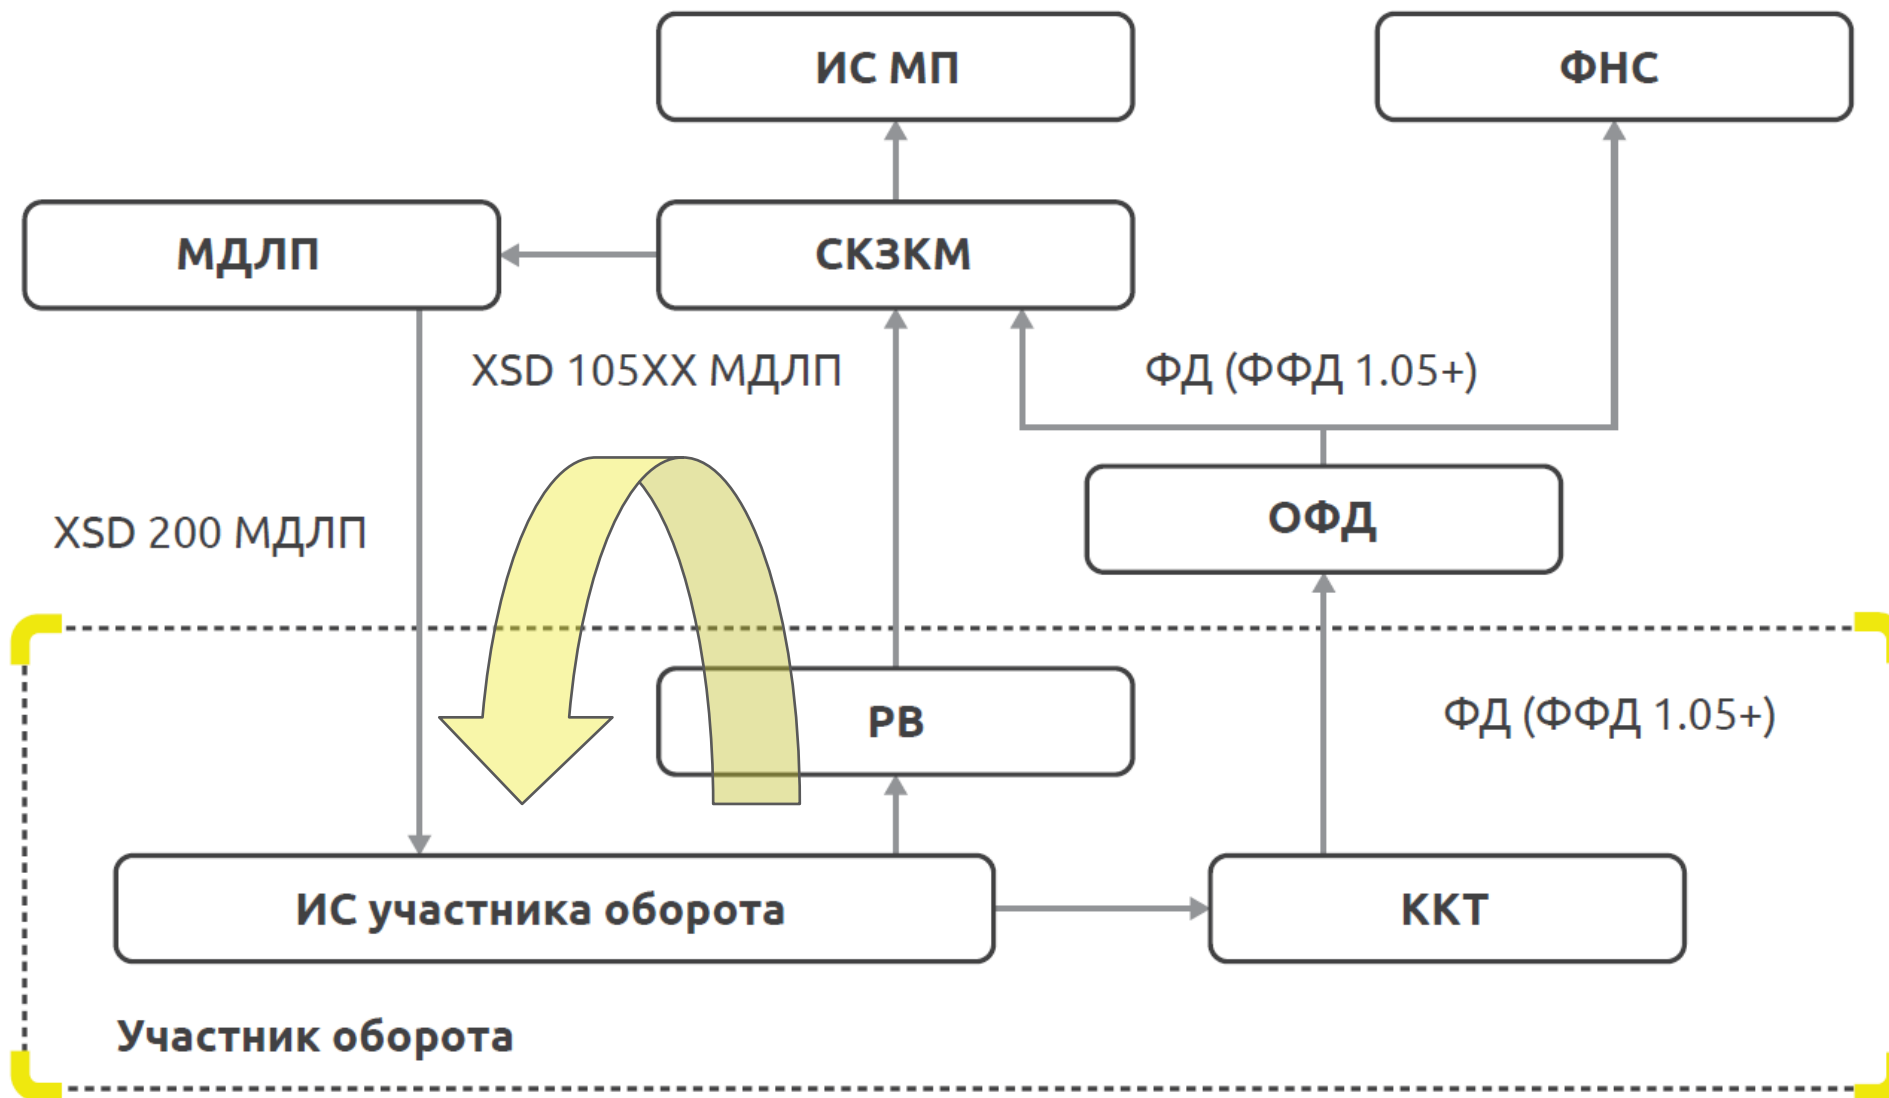 ИС МП
ФНС
МДЛП
СКЗКМ
XSD 105XX МДЛП
ФД (ФФД 1.05+)
XSD 200 МДЛП
ОФД
РВ
ФД (ФФД 1.05+)
ИС участника оборота
ККТ
Участник оборота